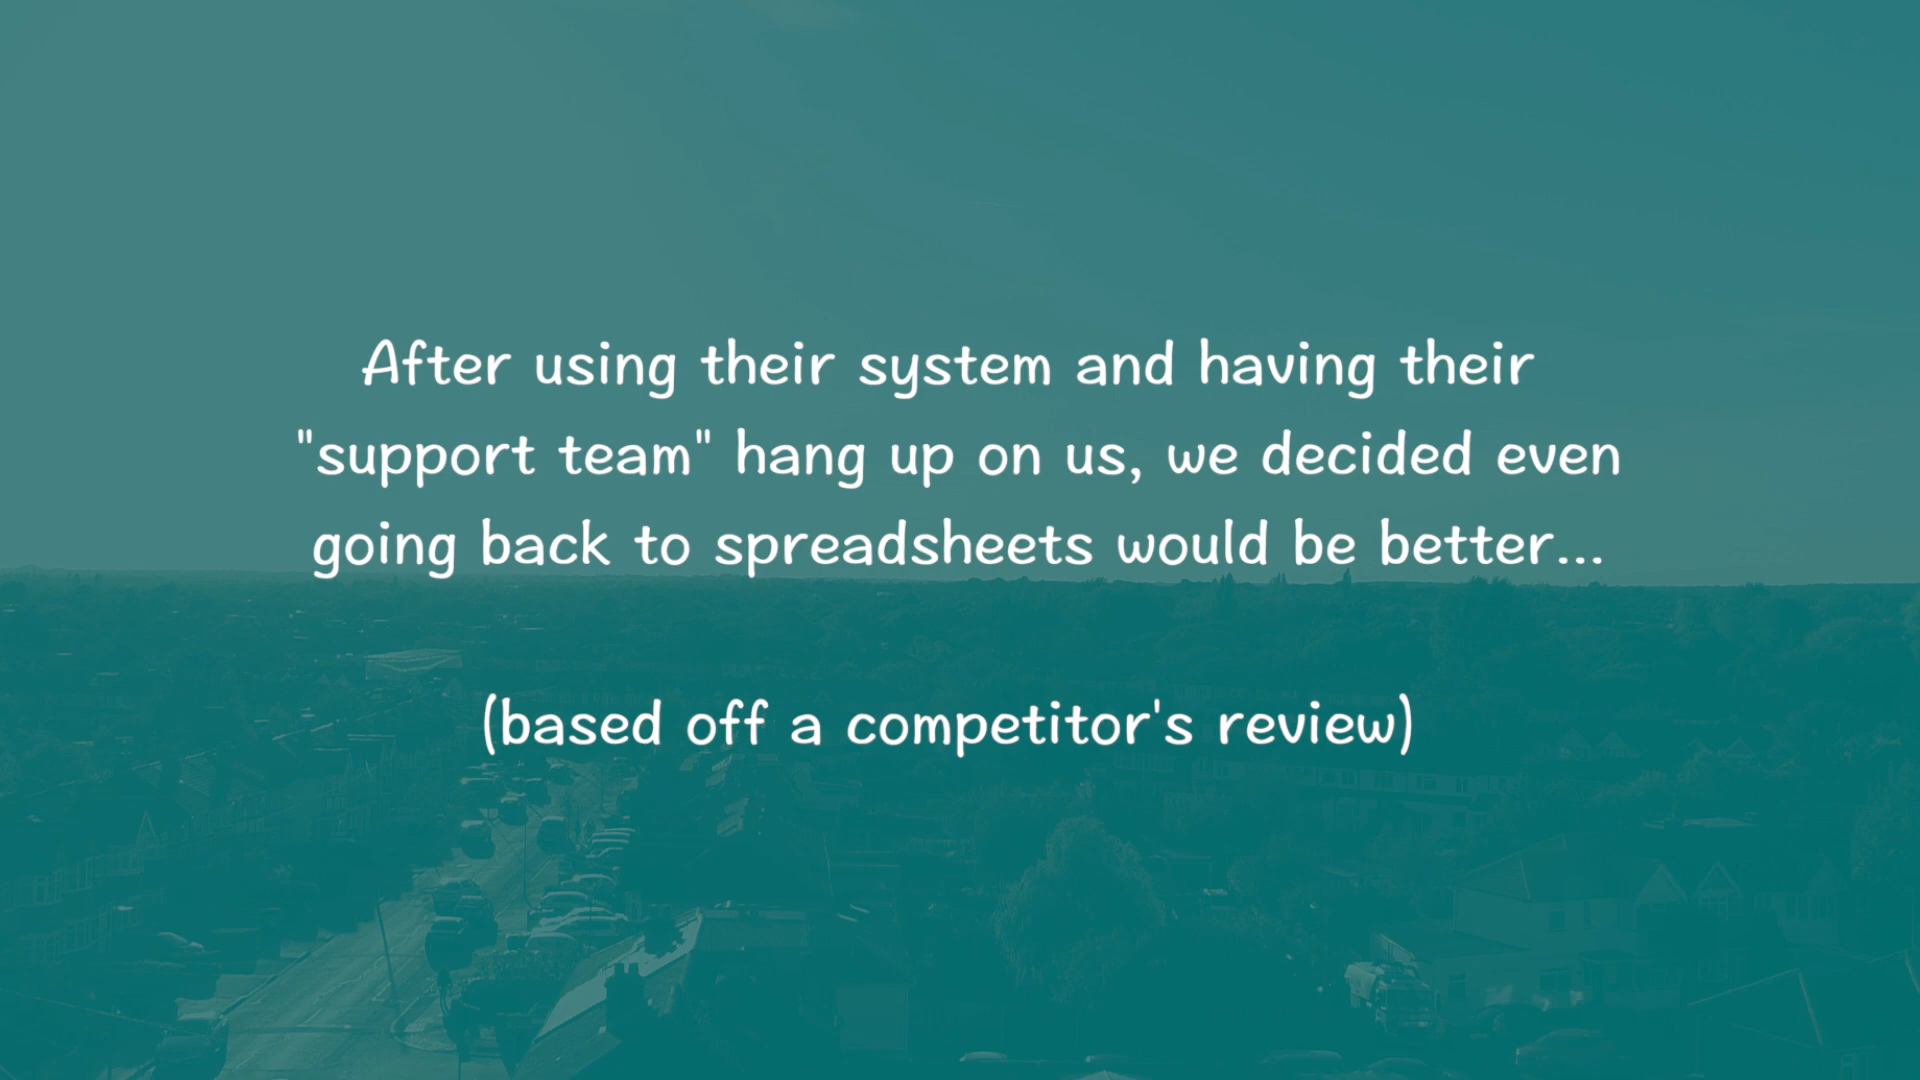 After using their system and having their
"support team" hang up on us, we decided even
going back to spreadsheets would be better...
(based off a competitor's review)